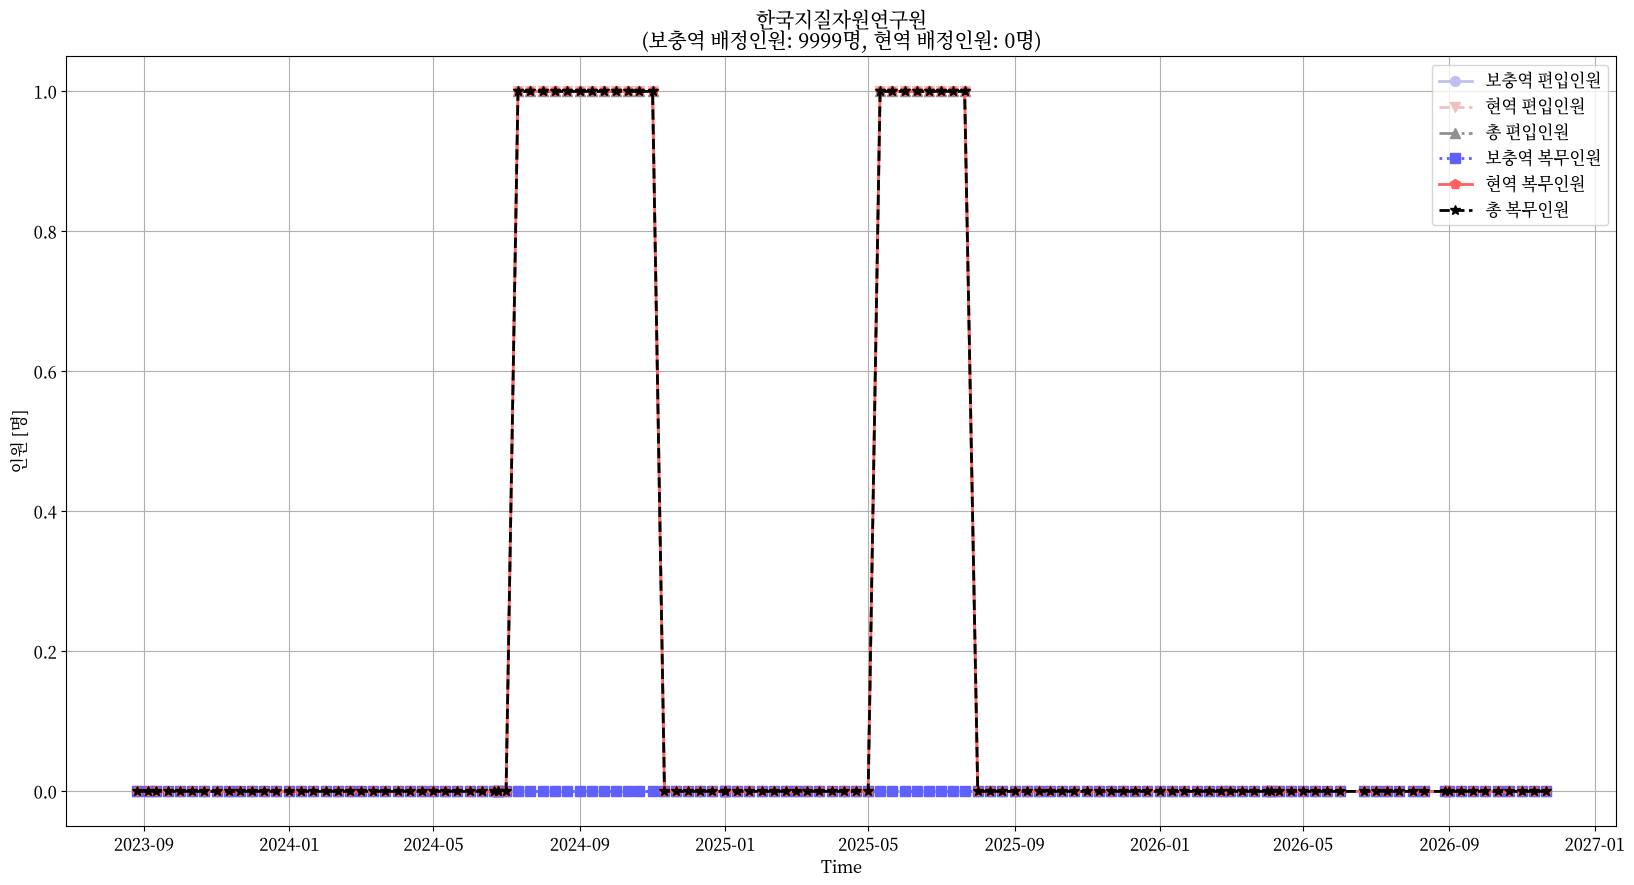 한국지질자원연구원
(보충역 배정인원: 9999명, 현역 배정인원: 0명)
보충역 편입인원
현역 편입인원
총 편입인원
보충역 복무인원
현역 복무인원
총 복무인원
인원 [명]
1.0
0.8
0.6
0.4
0.2
0.0
2023-09
2024-01
2024-05
2024-09
2025-01
2025-05
2025-09
2026-01
2026-05
2026-09
2027-01
Time